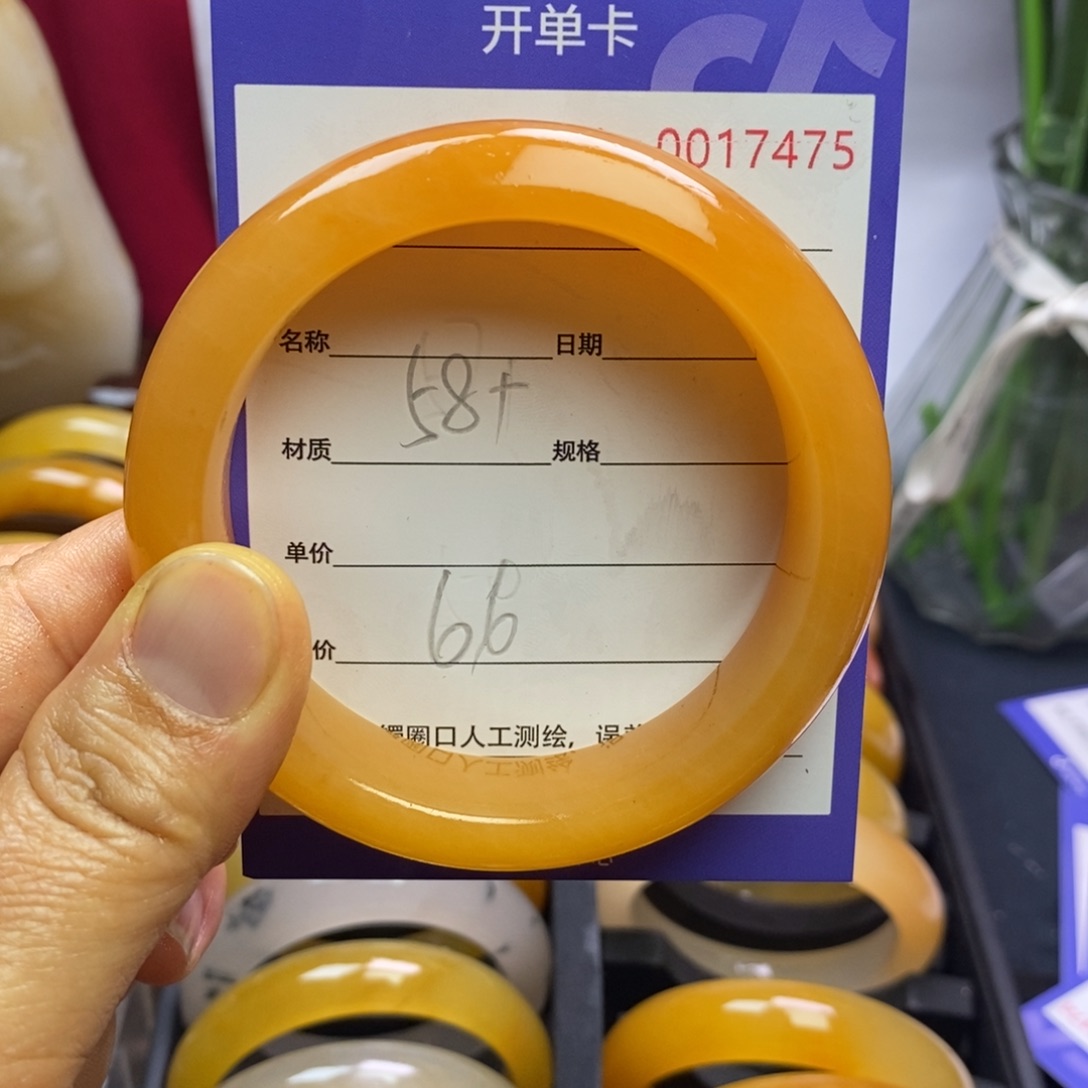 开单卡
0017475
名称 日期
58+
材质 规格
单价
66
价
镯圈口人工测绘，误